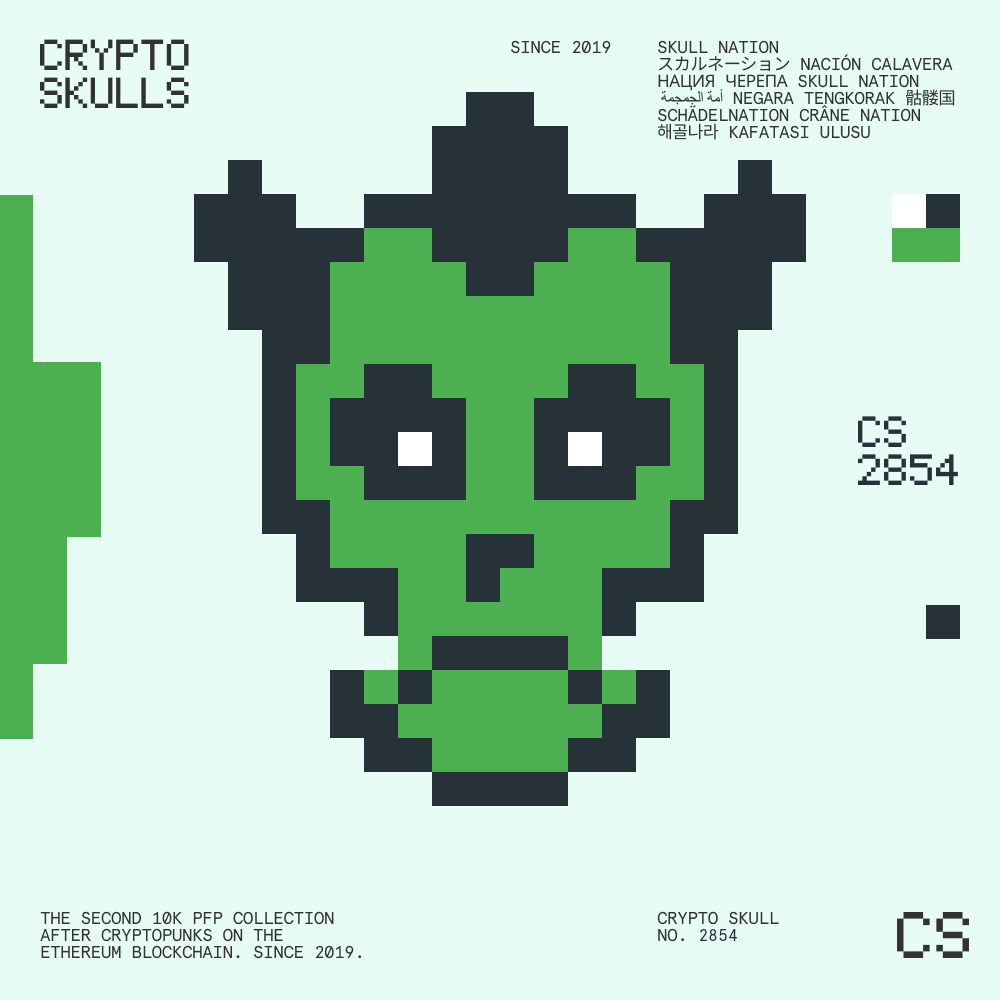 CRYPTO
SKULLS
SINCE 2019
SKULL NATION
スカルネーション NACIÓN CALAVERA
НАЦИЯ ЧЕРЕПА SKULL NATION
أمة الجمجمة NEGARA TENGKORAK 骷髅国
SCHÄDELNATION CRÂNE NATION
해골나라 KAFATASI ULUSU
CS
2854
THE SECOND 10K PFP COLLECTION
AFTER CRYPTOPUNKS ON THE
ETHEREUM BLOCKCHAIN. SINCE 2019.
CRYPTO SKULL
NO. 2854
CS